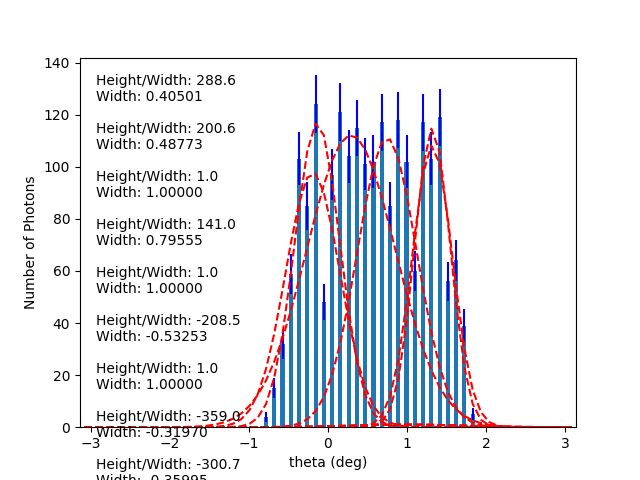 140
120
100
80
60
40
20
0
Number of Photons
Height/Width: 288.6
Width: 0.40501
Height/Width: 200.6
Width: 0.48773
Height/Width: 1.0
Width: 1.00000
Height/Width: 141.0
Width: 0.79555
Height/Width: 1.0
Width: 1.00000
Height/Width: -208.5
Width: -0.53253
Height/Width: 1.0
Width: 1.00000
Height/Width: -359.0
Width: -0.31970
Height/Width: -300.7
Width: -0.35995
−3 −2 −1 0 1 2 3
theta (deg)